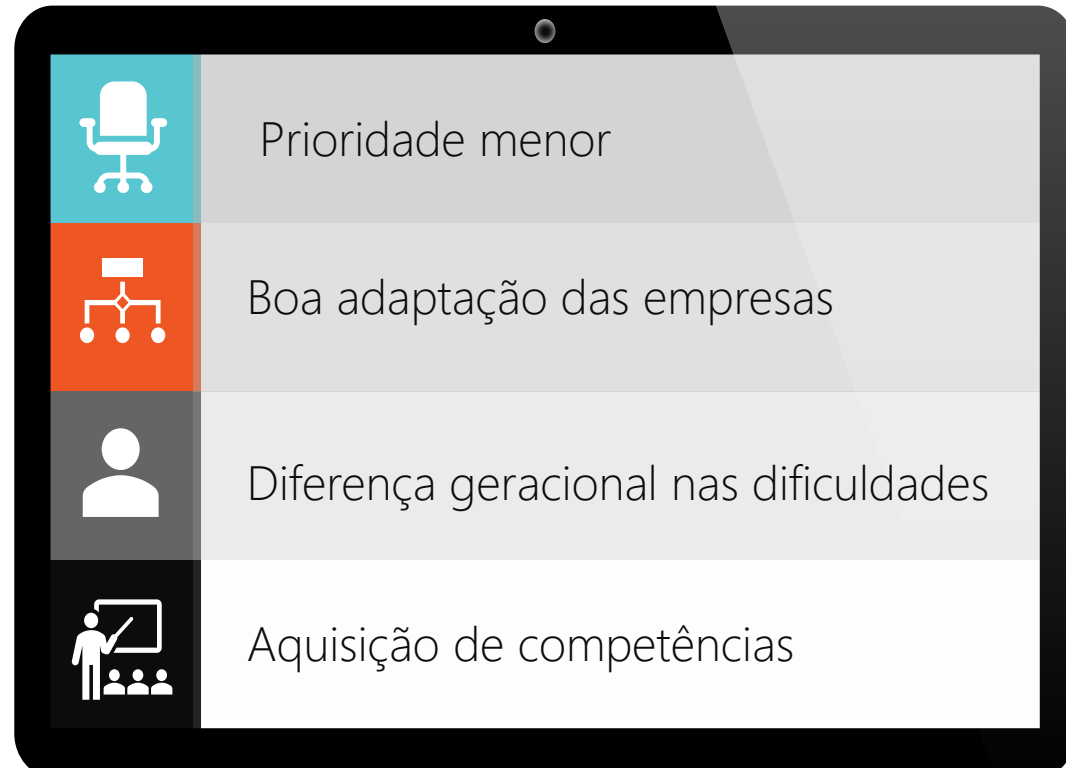 Prioridade menor
Boa adaptação das empresas
Diferença geracional nas dificuldades
Aquisição de competências